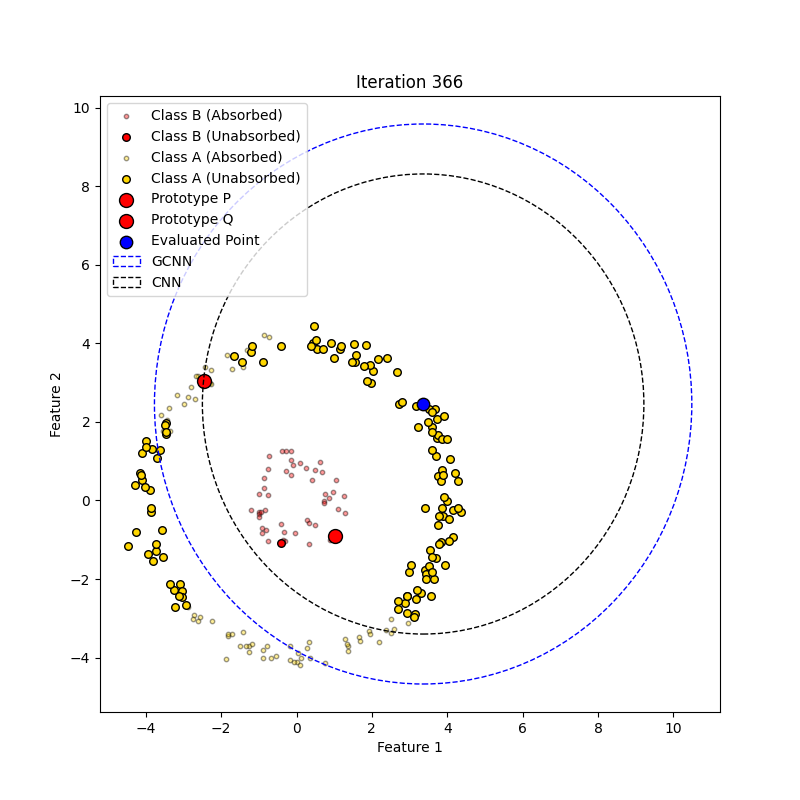 Iteration 366
Class B (Absorbed)
Class B (Unabsorbed)
Class A (Absorbed)
Class A (Unabsorbed)
Prototype P
Prototype Q
Evaluated Point
GCNN
CNN
10
8
6
4
2
0
−2
−4
Feature 2
−4 −2 0 2 4 6 8 10
Feature 1